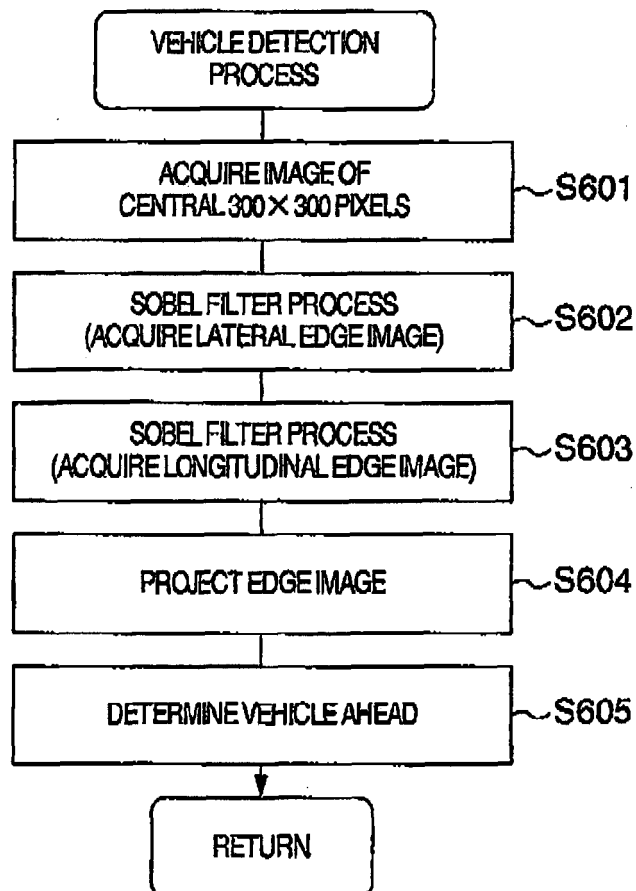 VEHICLE DETECTION
PROCESS
ACQUIRE IMAGE OF
CENTRAL 300 × 300 PIXELS
S601
SOBEL FILTER PROCESS
(ACQUIRE LATERAL EDGE IMAGE)
S602
SOBEL FILTER PROCESS
(ACQUIRE LONGITUDINAL EDGE IMAGE)
S603
PROJECT EDGE IMAGE
S604
DETERMINE VEHICLE AHEAD
S605
RETURN